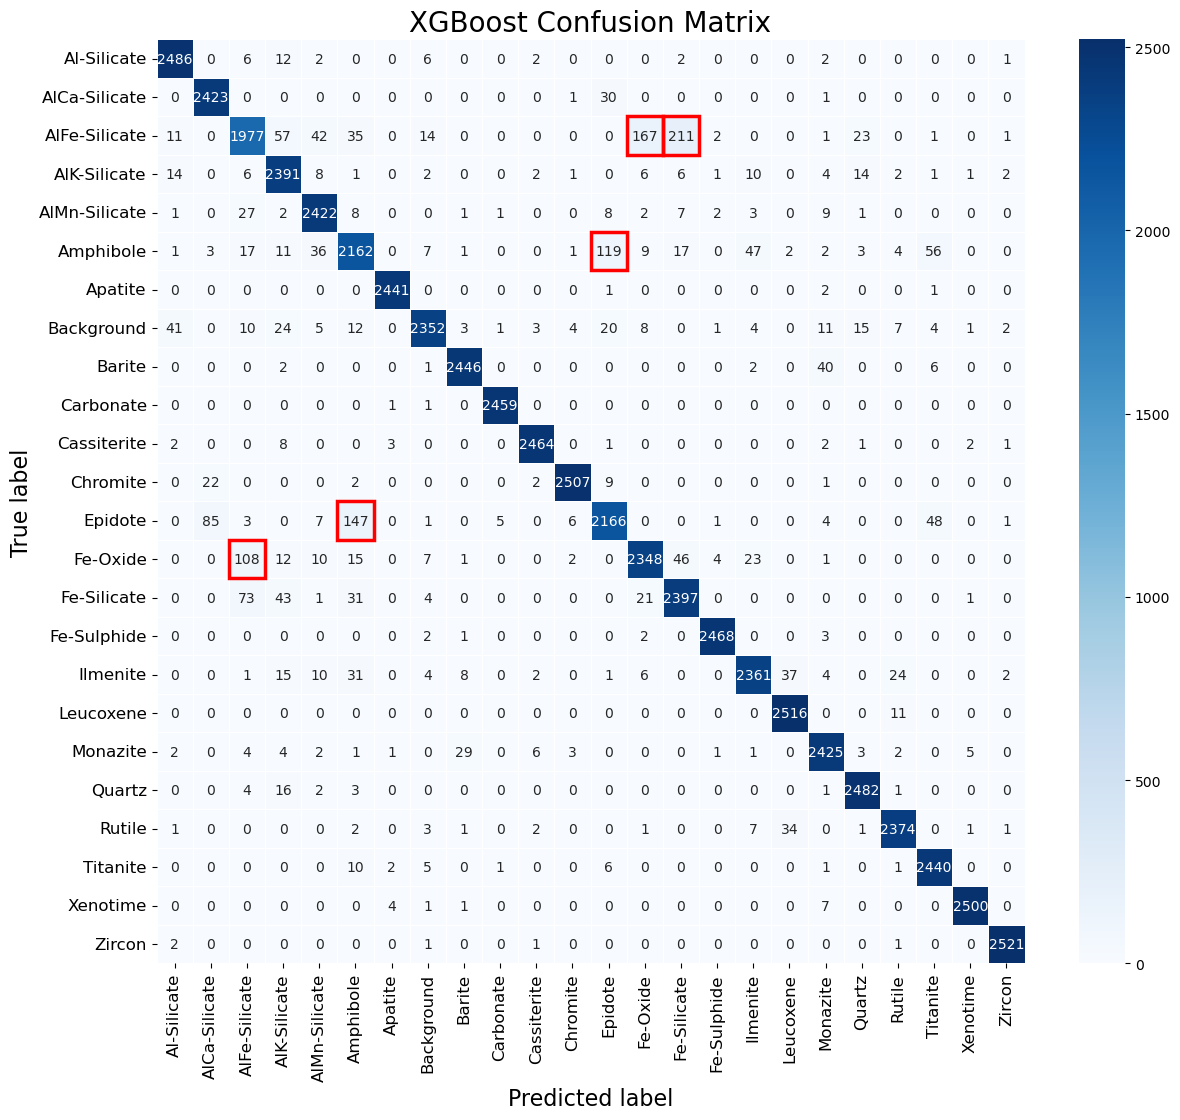 XGBoost Confusion Matrix
Al-Silicate 2486 0 6 12 2 0 0 6 0 0 2 0 0 0 2 0 0 0 2 0 0 0 0 1
AlCa-Silicate 0 2423 0 0 0 0 0 0 0 0 0 1 30 0 0 0 0 0 1 0 0 0 0 0
AlFe-Silicate 11 0 1977 57 42 35 0 14 0 0 0 0 0 167 211 2 0 0 1 23 0 1 0 1
AlK-Silicate 14 0 6 2391 8 1 0 2 0 0 2 1 0 6 6 1 10 0 4 14 2 1 1 2
AlMn-Silicate 1 0 27 2 2422 8 0 0 1 1 0 0 8 2 7 2 3 0 9 1 0 0 0 0
Amphibole 1 3 17 11 36 2162 0 7 1 0 0 1 119 9 17 0 47 2 2 3 4 56 0 0
Apatite 0 0 0 0 0 0 2441 0 0 0 0 0 1 0 0 0 0 0 2 0 0 1 0 0
Background 41 0 10 24 5 12 0 2352 3 1 3 4 20 8 0 1 4 0 11 15 7 4 1 2
Barite 0 0 0 2 0 0 0 1 2446 0 0 0 0 0 0 0 2 0 40 0 0 6 0 0
Carbonate 0 0 0 0 0 0 1 1 0 2459 0 0 0 0 0 0 0 0 0 0 0 0 0 0
Cassiterite 2 0 0 8 0 0 3 0 0 0 2464 0 1 0 0 0 0 0 2 1 0 0 2 1
Chromite 0 22 0 0 0 2 0 0 0 0 2 2507 9 0 0 0 0 0 1 0 0 0 0 0
Epidote 0 85 3 0 7 147 0 1 0 5 0 6 2166 0 0 1 0 0 4 0 0 48 0 1
Fe-Oxide 0 0 108 12 10 15 0 7 1 0 0 2 0 2348 46 4 23 0 1 0 0 0 0 0
Fe-Silicate 0 0 73 43 1 31 0 4 0 0 0 0 0 21 2397 0 0 0 0 0 0 0 1 0
Fe-Sulphide 0 0 0 0 0 0 0 2 1 0 0 0 0 2 0 2468 0 0 3 0 0 0 0 0
Ilmenite 0 0 1 15 10 31 0 4 8 0 2 0 1 6 0 0 2361 37 4 0 24 0 0 2
Leucoxene 0 0 0 0 0 0 0 0 0 0 0 0 0 0 0 0 0 2516 0 0 11 0 0 0
Monazite 2 0 4 4 2 1 1 0 29 0 6 3 0 0 0 1 1 0 2425 3 2 0 5 0
Quartz 0 0 4 16 2 3 0 0 0 0 0 0 0 0 0 0 0 0 1 2482 1 0 0 0
Rutile 1 0 0 0 0 2 0 3 1 0 2 0 0 1 0 0 7 34 0 1 2374 0 1 1
Titanite 0 0 0 0 0 10 2 5 0 1 0 0 6 0 0 0 0 0 1 0 1 2440 0 0
Xenotime 0 0 0 0 0 0 4 1 1 0 0 0 0 0 0 0 0 0 7 0 0 0 2500 0
Zircon 2 0 0 0 0 0 0 1 0 0 1 0 0 0 0 0 0 0 0 0 1 0 0 2521
True label
Al-Silicate
AlCa-Silicate
AlFe-Silicate
AlK-Silicate
AlMn-Silicate
Amphibole
Apatite
Background
Barite
Carbonate
Cassiterite
Chromite
Epidote
Fe-Oxide
Fe-Silicate
Fe-Sulphide
Ilmenite
Leucoxene
Monazite
Quartz
Rutile
Titanite
Xenotime
Zircon
Predicted label
2500
2000
1500
1000
500
0